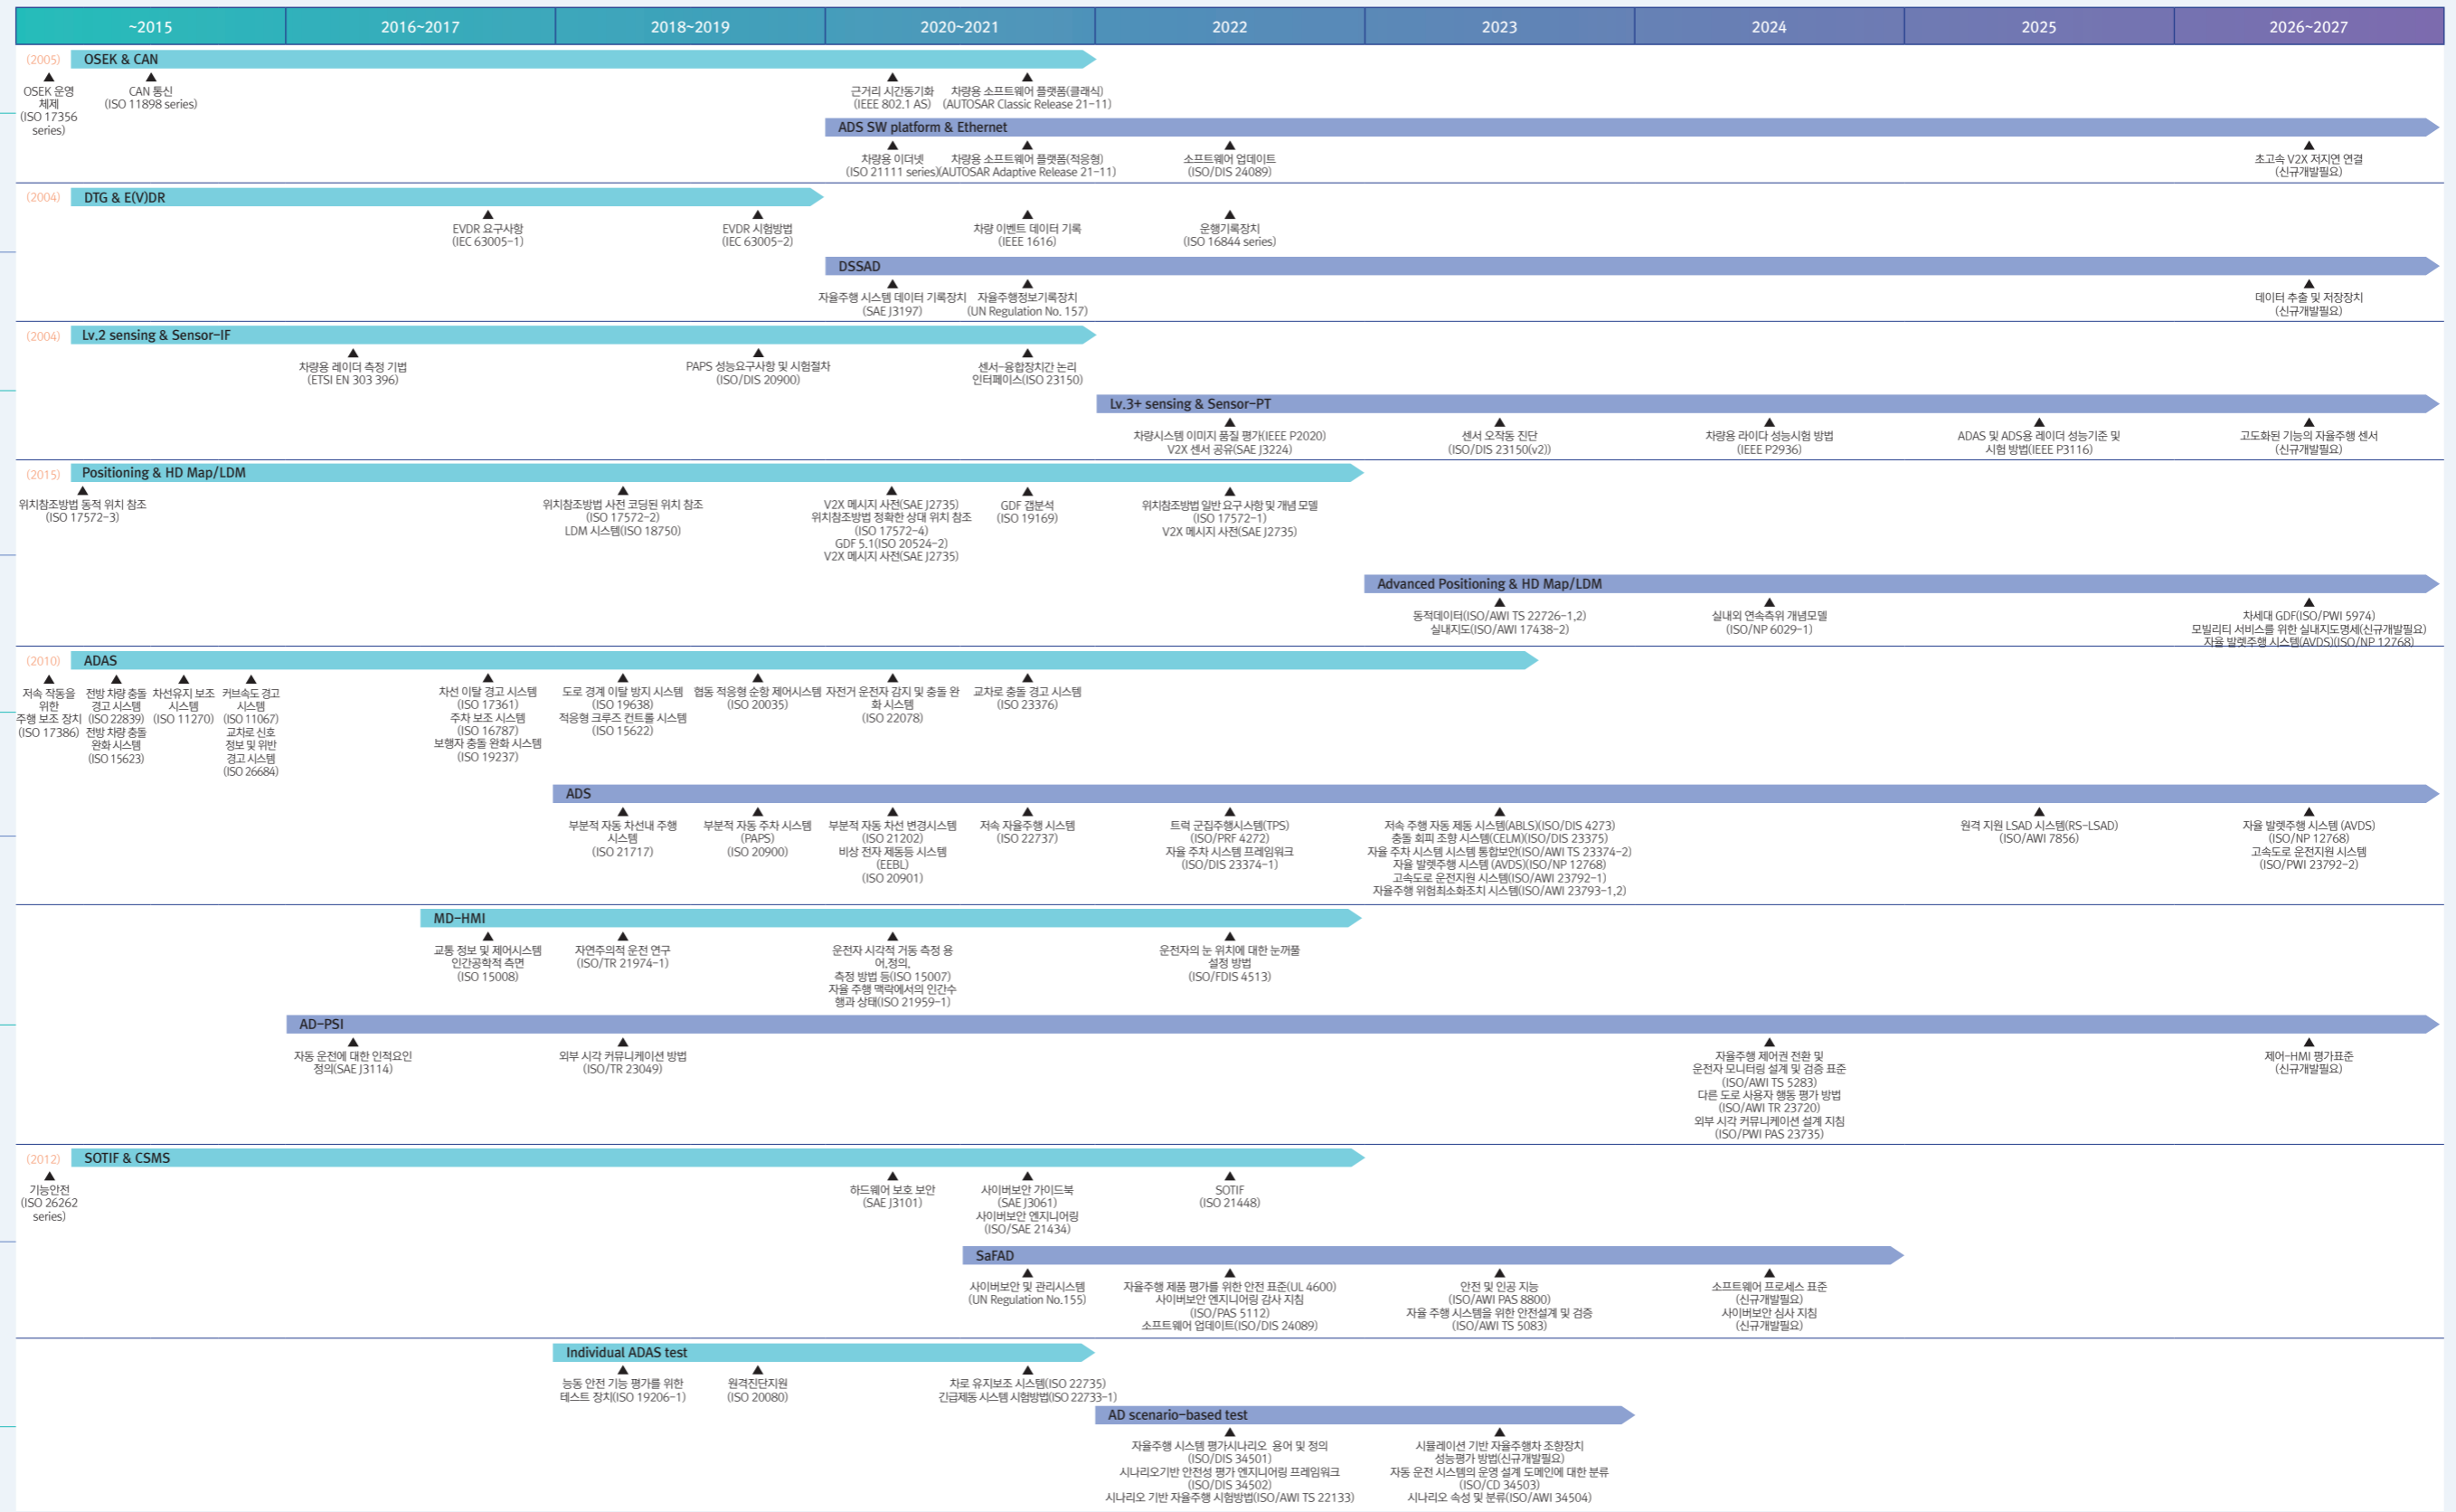 ~2015
2016~2017
2018~2019
2020~2021
2022
2023
2024
2025
2026~2027
(2005)
OSEK & CAN
OSEK 운영
체제
(ISO 17356
series)
CAN 통신
(ISO 11898 series)
근거리 시간동기화
(IEEE 802.1 AS)
차량용 소프트웨어 플랫폼(클래식)
(AUTOSAR Classic Release 21-11)
ADS SW platform & Ethernet
차량용 이더넷
(ISO 21111 series)
차량용 소프트웨어 플랫폼(적응형)
(AUTOSAR Adaptive Release 21-11)
소프트웨어 업데이트
(ISO/DIS 24089)
초고속 V2X 저지연 연결
(신규개발필요)
(2004)
DTG & E(V)DR
EVDR 요구사항
(IEC 63005-1)
EVDR 시험방법
(IEC 63005-2)
차량 이벤트 데이터 기록
(IEEE 1616)
운행기록장치
(ISO 16844 series)
DSSAD
자율주행 시스템 데이터 기록장치
(SAE J3197)
자율주행정보기록장치
(UN Regulation No. 157)
데이터 추출 및 저장장치
(신규개발필요)
(2004)
Lv.2 sensing & Sensor-IF
차량용 레이더 측정 기법
(ETSI EN 303 396)
PAPS 성능요구사항 및 시험절차
(ISO/DIS 20900)
센서-융합장치간 논리
인터페이스(ISO 23150)
Lv.3+ sensing & Sensor-PT
차량시스템 이미지 품질 평가(IEEE P2020)
V2X 센서 공유(SAE J3224)
센서 오작동 진단
(ISO/DIS 23150(v2))
차량용 라이다 성능시험 방법
(IEEE P2936)
ADAS 및 ADS용 레이더 성능기준 및
시험 방법(IEEE P3116)
고도화된 기능의 자율주행 센서
(신규개발필요)
(2015)
Positioning & HD Map/LDM
위치참조방법 동적 위치 참조
(ISO 17572-3)
위치참조방법 사전 코딩된 위치 참조
(ISO 17572-2)
LDM 시스템(ISO 18750)
V2X 메시지 사전(SAE J2735)
위치참조방법 정확한 상대 위치 참조
(ISO 17572-4)
GDF 5.1(ISO 20524-2)
V2X 메시지 사전(SAE J2735)
GDF 갭분석
(ISO 19169)
위치참조방법 일반 요구 사항 및 개념 모델
(ISO 17572-1)
V2X 메시지 사전(SAE J2735)
Advanced Positioning & HD Map/LDM
동적데이터(ISO/AWI TS 22726-1,2)
실내지도(ISO/AWI 17438-2)
실내외 연속측위 개념모델
(ISO/NP 6029-1)
차세대 GDF(ISO/PWI 5974)
모빌리티 서비스를 위한 실내지도명세(신규개발필요)
자율 발렛주행 시스템(AVDS)(ISO/NP 12768)
(2010)
ADAS
저속 작동을
위한
주행 보조 장치
(ISO 17386)
전방 차량 충돌
경고 시스템
(ISO 22839)
전방 차량 충돌
완화 시스템
(ISO 15623)
차선유지 보조
시스템
(ISO 11270)
커브속도 경고
시스템
(ISO 11067)
교차로 신호
정보 및 위반
경고 시스템
(ISO 26684)
차선 이탈 경고 시스템
(ISO 17361)
주차 보조 시스템
(ISO 16787)
보행자 충돌 완화 시스템
(ISO 19237)
도로 경계 이탈 방지 시스템
(ISO 19638)
적응형 크루즈 컨트롤 시스템
(ISO 15622)
협동 적응형 순항 제어시스템
(ISO 20035)
자전거 운전자 감지 및 충돌 완
화 시스템
(ISO 22078)
교차로 충돌 경고 시스템
(ISO 23376)
ADS
부분적 자동 차선내 주행
시스템
(ISO 21717)
부분적 자동 주차 시스템
(PAPS)
(ISO 20900)
부분적 자동 차선 변경시스템
(ISO 21202)
비상 전자 제동등 시스템
(EEBL)
(ISO 20901)
저속 자율주행 시스템
(ISO 22737)
트럭 군집주행시스템(TPS)
(ISO/PRF 4272)
자율 주차 시스템 프레임워크
(ISO/DIS 23374-1)
저속 주행 자동 제동 시스템(ABLS)(ISO/DIS 4273)
충돌 회피 조향 시스템(CELM)(ISO/DIS 23375)
자율 주차 시스템 시스템 통합보안(ISO/AWI TS 23374-2)
자율 발렛주행 시스템 (AVDS)(ISO/NP 12768)
고속도로 운전지원 시스템(ISO/AWI 23792-1)
자율주행 위험최소화조치 시스템(ISO/AWI 23793-1,2)
원격 지원 LSAD 시스템(RS-LSAD)
(ISO/AWI 7856)
자율 발렛주행 시스템 (AVDS)
(ISO/NP 12768)
고속도로 운전지원 시스템
(ISO/PWI 23792-2)
MD-HMI
교통 정보 및 제어시스템
인간공학적 측면
(ISO 15008)
자연주의적 운전 연구
(ISO/TR 21974-1)
운전자 시각적 거동 측정 용
어,정의,
측정 방법 등(ISO 15007)
자율 주행 맥락에서의 인간수
행과 상태(ISO 21959-1)
운전자의 눈 위치에 대한 눈꺼풀
설정 방법
(ISO/FDIS 4513)
AD-PSI
자동 운전에 대한 인적요인
정의(SAE J3114)
외부 시각 커뮤니케이션 방법
(ISO/TR 23049)
자율주행 제어권 전환 및
운전자 모니터링 설계 및 검증 표준
(ISO/AWI TS 5283)
다른 도로 사용자 행동 평가 방법
(ISO/AWI TR 23720)
외부 시각 커뮤니케이션 설계 지침
(ISO/PWI PAS 23735)
제어-HMI 평가표준
(신규개발필요)
(2012)
SOTIF & CSMS
기능안전
(ISO 26262
series)
하드웨어 보호 보안
(SAE J3101)
사이버보안 가이드북
(SAE J3061)
사이버보안 엔지니어링
(ISO/SAE 21434)
SOTIF
(ISO 21448)
SaFAD
사이버보안 및 관리시스템
(UN Regulation No.155)
자율주행 제품 평가를 위한 안전 표준(UL 4600)
사이버보안 엔지니어링 감사 지침
(ISO/PAS 5112)
소프트웨어 업데이트(ISO/DIS 24089)
안전 및 인공 지능
(ISO/AWI PAS 8800)
자율 주행 시스템을 위한 안전설계 및 검증
(ISO/AWI TS 5083)
소프트웨어 프로세스 표준
(신규개발필요)
사이버보안 심사 지침
(신규개발필요)
Individual ADAS test
능동 안전 기능 평가를 위한
테스트 장치(ISO 19206-1)
원격진단지원
(ISO 20080)
차로 유지보조 시스템(ISO 22735)
긴급제동 시스템 시험방법(ISO 22733-1)
AD scenario-based test
자율주행 시스템 평가시나리오 용어 및 정의
(ISO/DIS 34501)
시나리오기반 안전성 평가 엔지니어링 프레임워크
(ISO/DIS 34502)
시나리오 기반 자율주행 시험방법(ISO/AWI TS 22133)
시뮬레이션 기반 자율주행차 조향장치
성능평가 방법(신규개발필요)
자동 운전 시스템의 운영 설계 도메인에 대한 분류
(ISO/CD 34503)
시나리오 속성 및 분류(ISO/AWI 34504)